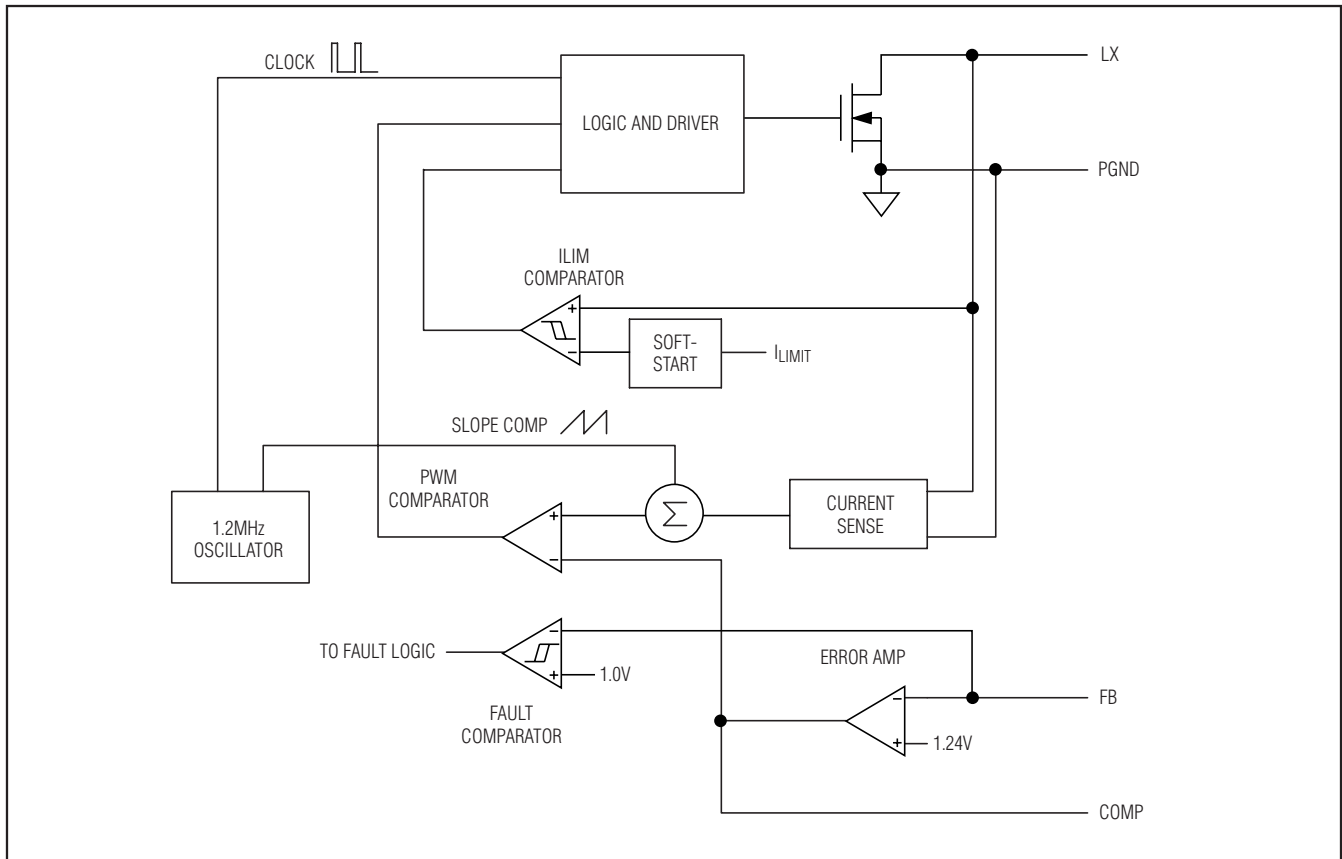 CLOCK
LX
LOGIC AND DRIVER
PGND
ILIM
COMPARATOR
+
−
SOFT-
START
ILIMIT
SLOPE COMP
PWM
COMPARATOR
+
−
Σ
CURRENT
SENSE
1.2MHz
OSCILLATOR
TO FAULT LOGIC
−
+
1.0V
ERROR AMP
FAULT
COMPARATOR
−
+
1.24V
FB
COMP